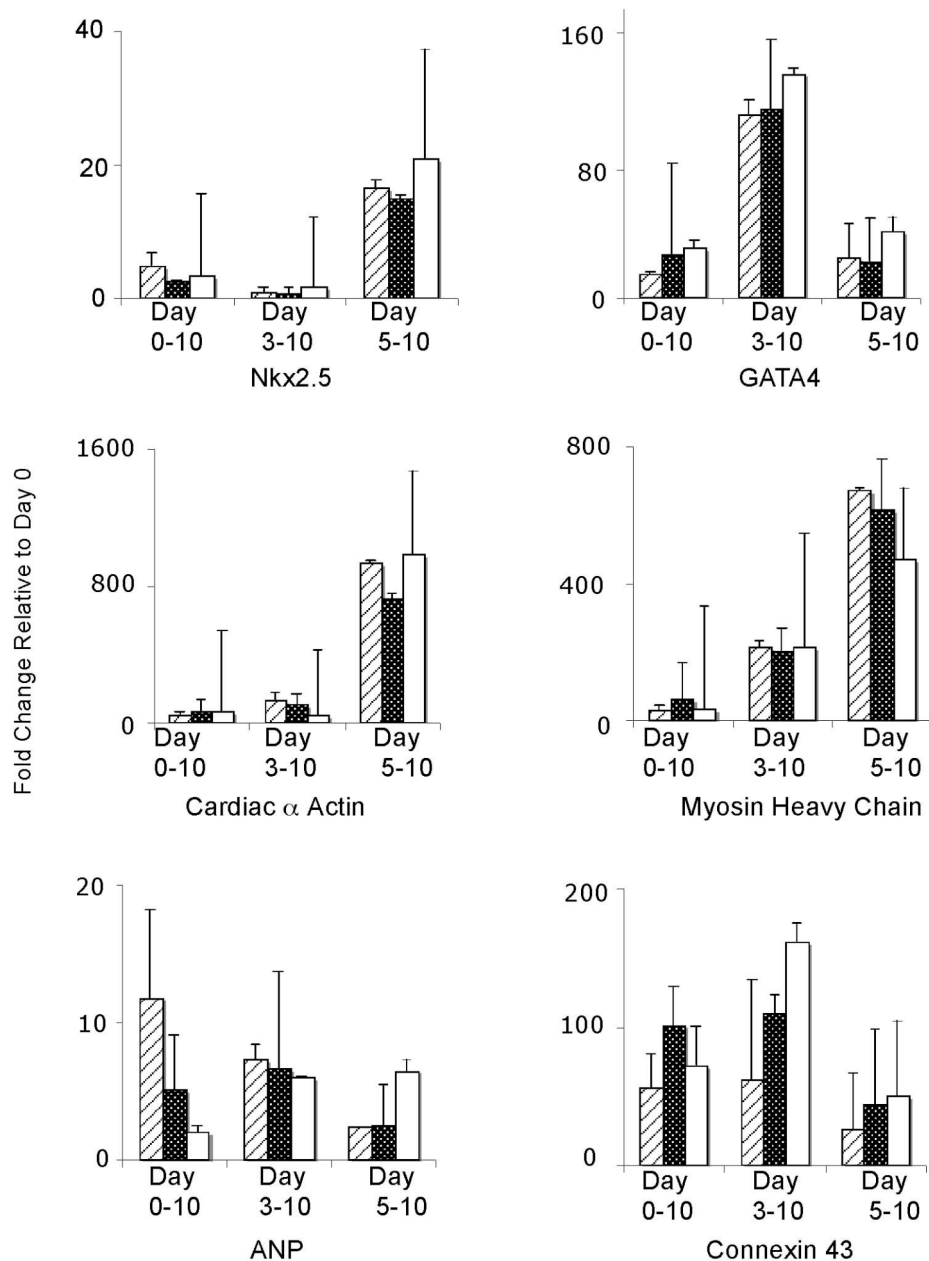 Fold Change Relative to Day 0
40
20
0
Day Day Day
0-10 3-10 5-10
Nkx2.5
160
80
0
Day Day Day
0-10 3-10 5-10
GATA4
1600
800
0
Day Day Day
0-10 3-10 5-10
Cardiac α Actin
800
400
0
Day Day Day
0-10 3-10 5-10
Myosin Heavy Chain
20
10
0
Day Day Day
0-10 3-10 5-10
ANP
200
100
0
Day Day Day
0-10 3-10 5-10
Connexin 43